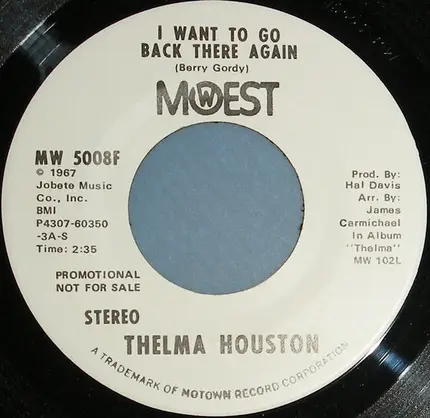 I WANT TO GO
BACK THERE AGAIN
(Berry Gordy)
MOWEST
MW 5008F
© 1967
Jobete Music
Co., Inc.
BMI
P4307-60350
-3A-S
Time: 2:35
Prod. By:
Hal Davis
Arr. By:
James
Carmichael
In Album
"Thelma"
MW 102L
PROMOTIONAL
NOT FOR SALE
STEREO
THELMA HOUSTON
A TRADEMARK OF MOTOWN RECORD CORPORATION